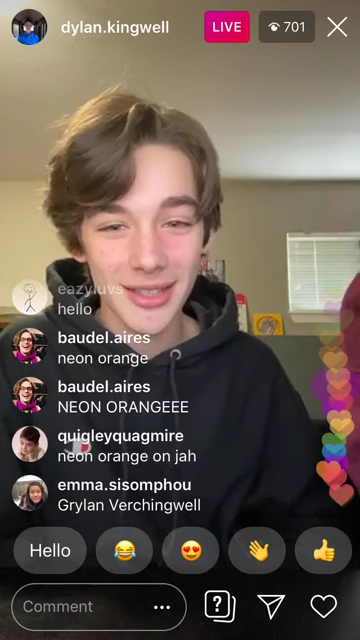 dylan.kingwell
LIVE
701
eazyluvs
hello
baudel.aires
neon orange
baudel.aires
NEON ORANGEEE
quigleyquagmire
neon orange on jah
emma.sisomphou
Grylan Verchingwell
Hello
Comment